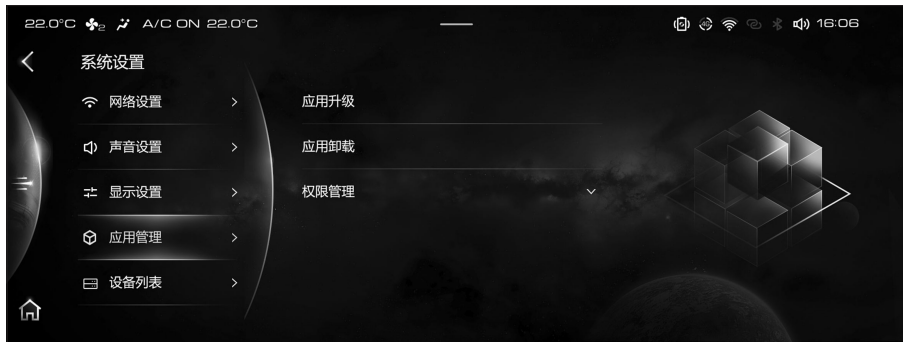 22.0°C 2 A/C ON 22.0°C 4G 16:06
系统设置
网络设置 应用升级
声音设置 应用卸载
显示设置 权限管理
应用管理
设备列表